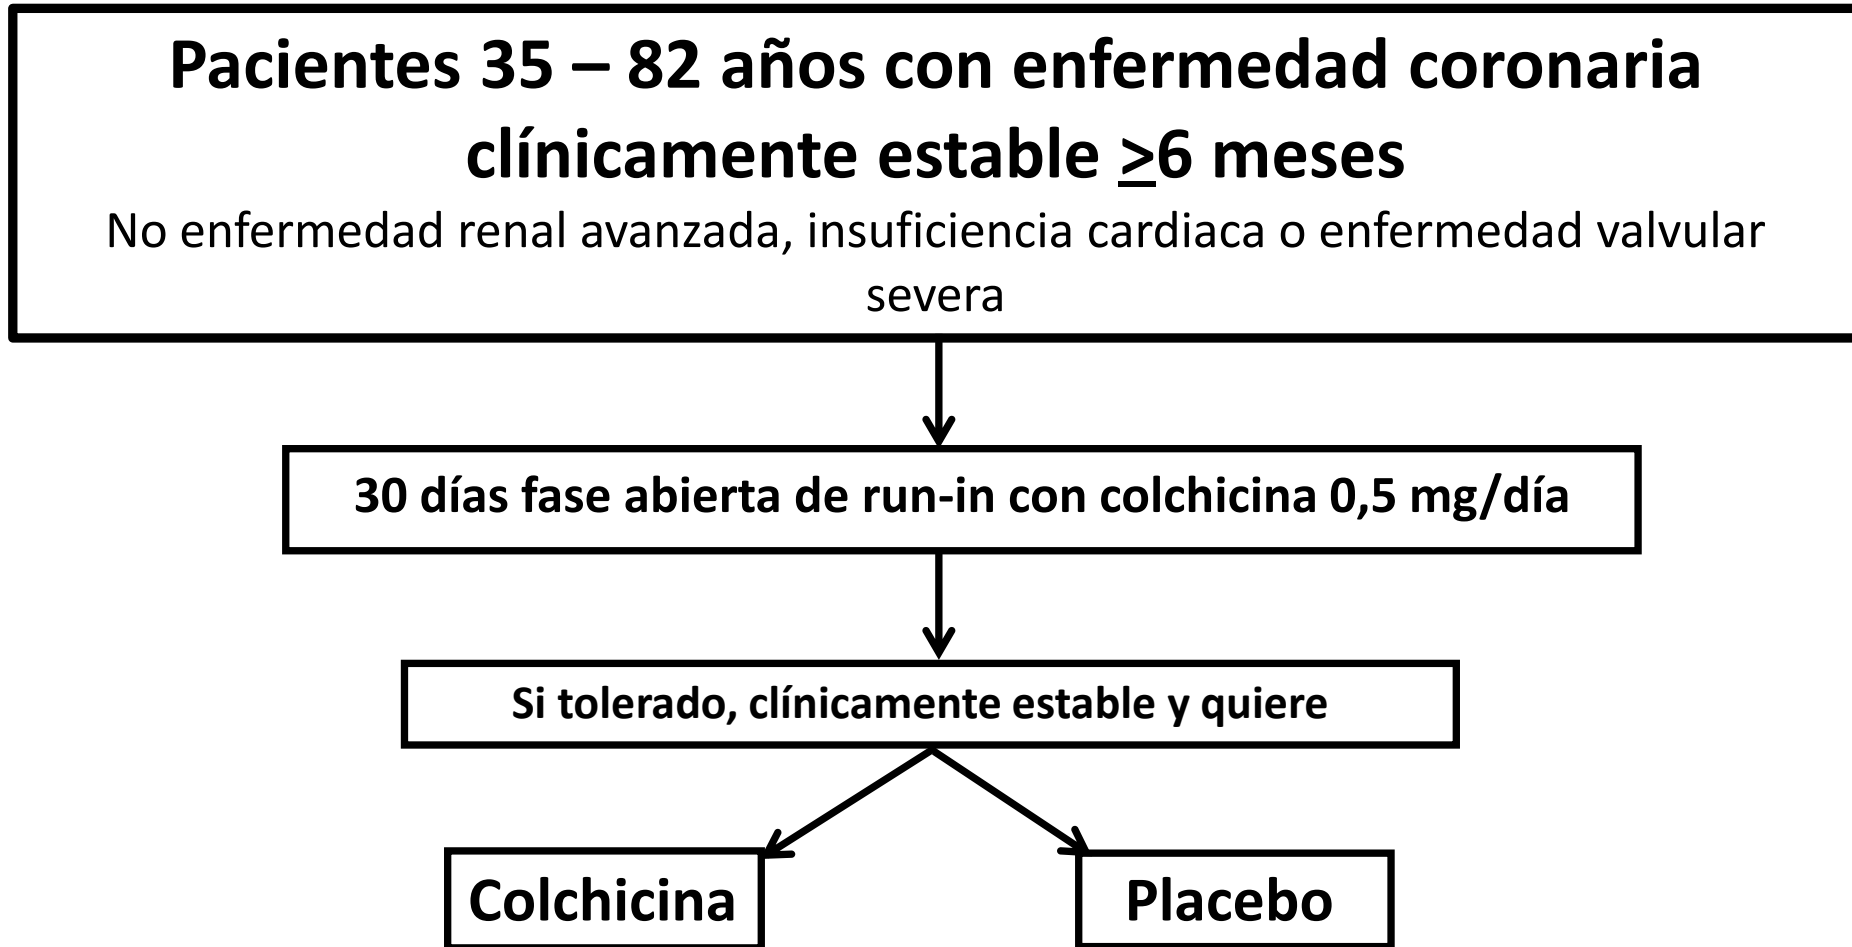 Pacientes 35 – 82 años con enfermedad coronaria
clínicamente estable ≥6 meses
No enfermedad renal avanzada, insuficiencia cardiaca o enfermedad valvular
severa
30 días fase abierta de run-in con colchicina 0,5 mg/día
Si tolerado, clínicamente estable y quiere
Colchicina
Placebo